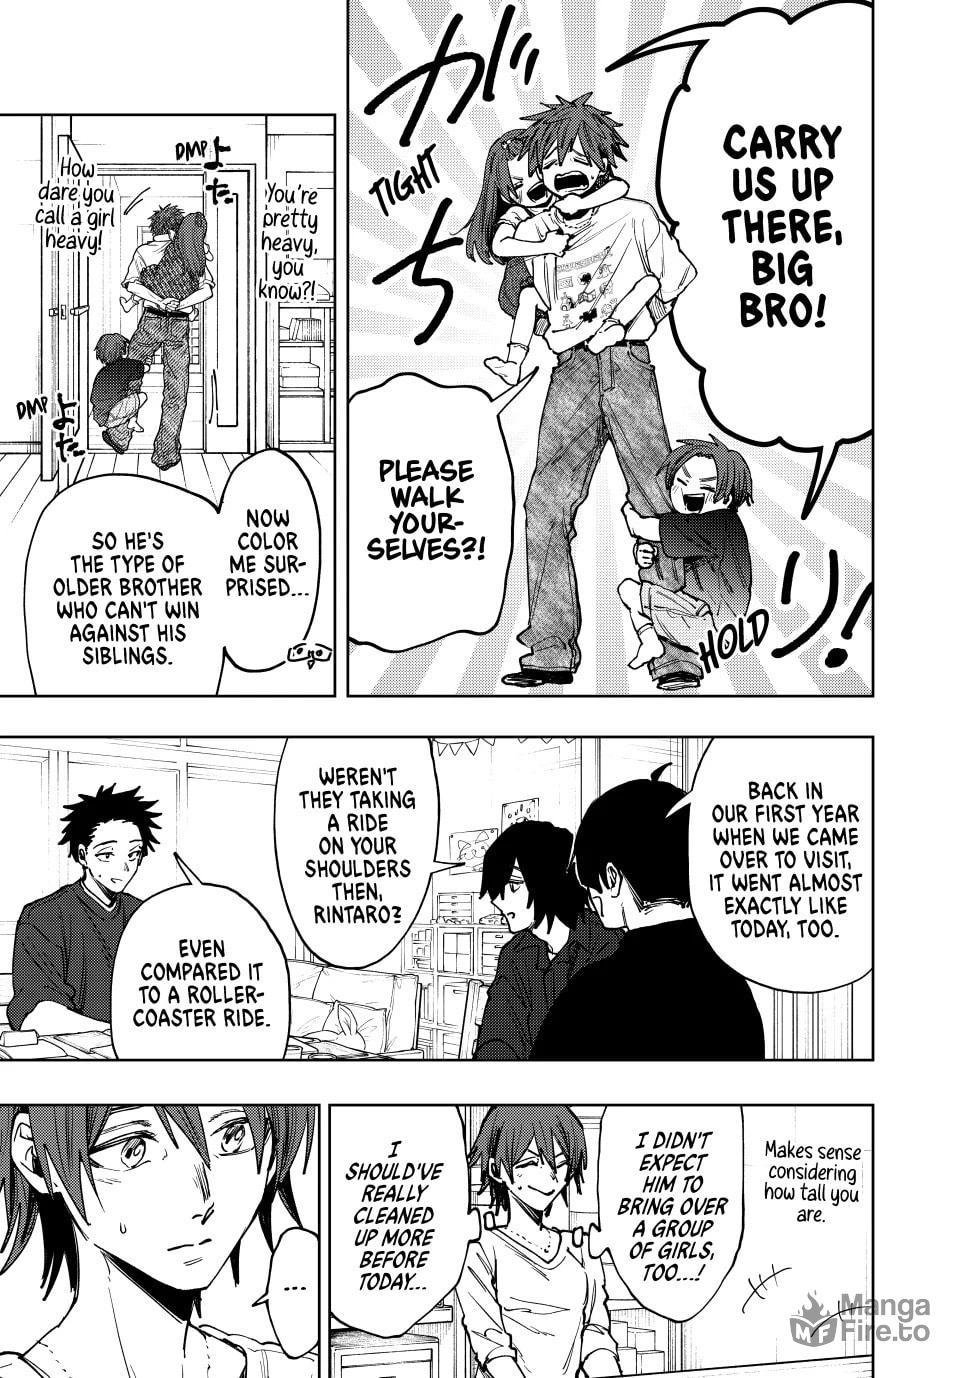 CARRY
US UP
THERE,
BIG
BRO!
ガッ
TIGHT
ち
PLEASE
WALK
YOUR-
SELVES?!
HOLD
リ!
DMP
よ
た
You're
pretty
heavy,
you
know?!
How
dare you
call a girl
heavy!
DMP
よ
た
NOW
COLOR
ME SUR-
PRISED...
SO HE'S
THE TYPE OF
OLDER BROTHER
WHO CAN'T WIN
AGAINST HIS
SIBLINGS.
BACK IN
OUR FIRST YEAR
WHEN WE CAME
OVER TO VISIT,
IT WENT ALMOST
EXACTLY LIKE
TODAY, TOO.
WEREN'T
THEY TAKING
A RIDE
ON YOUR
SHOULDERS
THEN,
RINTARO?
EVEN
COMPARED IT
TO A ROLLER-
COASTER RIDE.
Makes sense
considering
how tall you
are.
I DIDN'T
EXPECT
HIM TO
BRING OVER
A GROUP
OF GIRLS,
TOO...!
I
SHOULD'VE
REALLY
CLEANED
UP MORE
BEFORE
TODAY...
...
MF
Manga
Fire.to